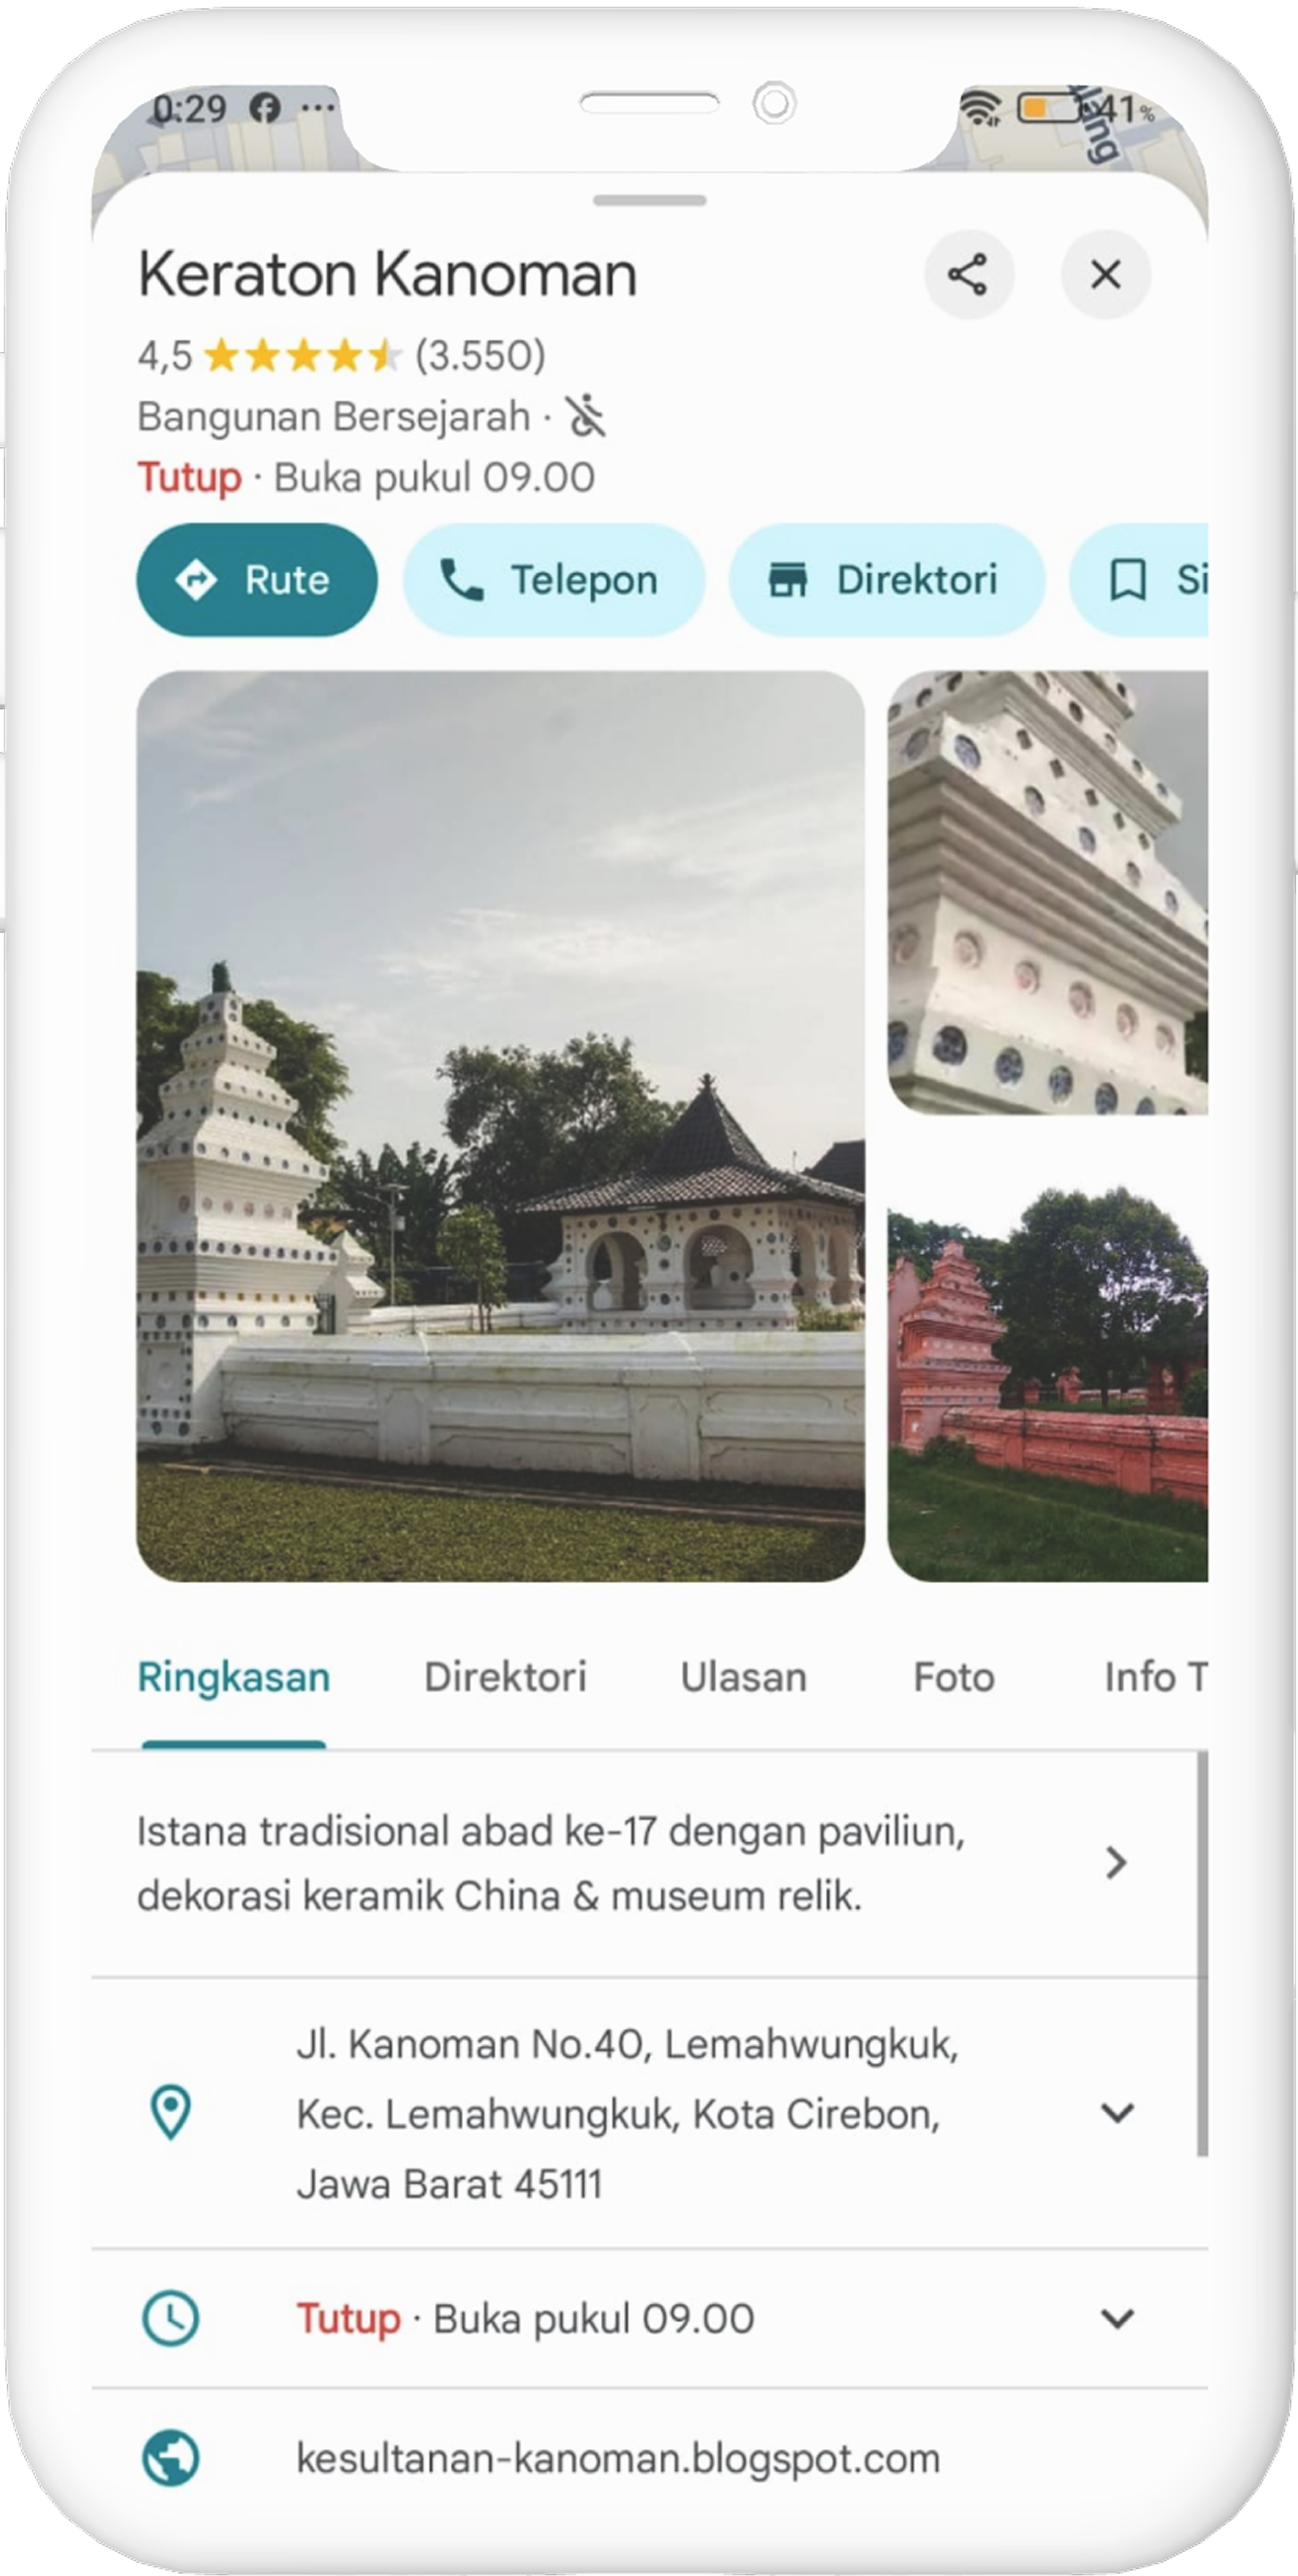 0:29
41%
Keraton Kanoman
4,5 (3.550)
Bangunan Bersejarah ·
Tutup · Buka pukul 09.00
Rute
Telepon
Direktori
Ringkasan
Direktori
Ulasan
Foto
Info T
Istana tradisional abad ke-17 dengan paviliun,
dekorasi keramik China & museum relik.
Jl. Kanoman No.40, Lemahwungkuk,
Kec. Lemahwungkuk, Kota Cirebon,
Jawa Barat 45111
Tutup · Buka pukul 09.00
kesultanan-kanoman.blogspot.com